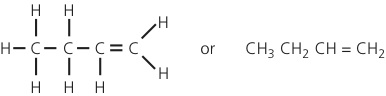 H H H
H–C–C–C=C or CH₃ CH₂ CH = CH₂
H H H H